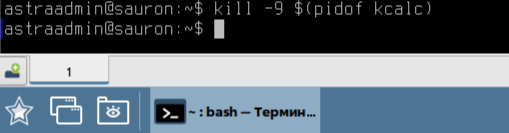 astraadmin@sauron:~$ kill -9 $(pidof kcalc)
astraadmin@sauron:~$
1
~ : bash — Термин...